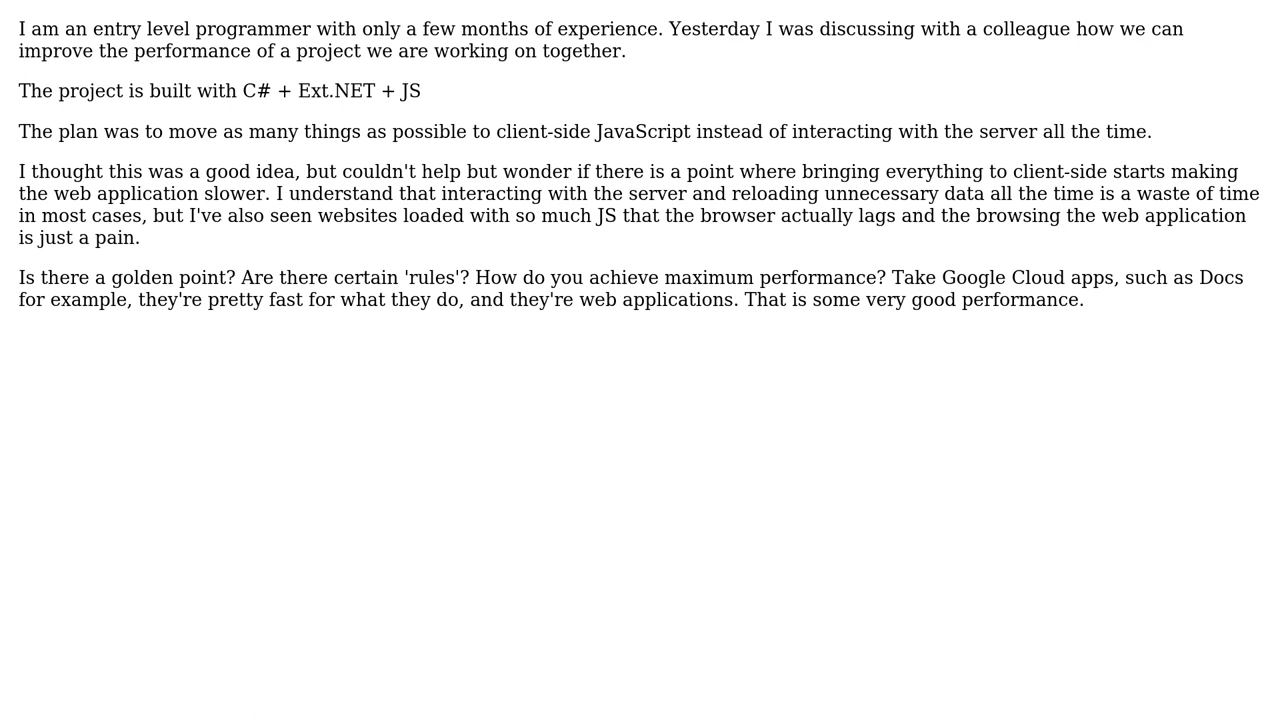 I am an entry level programmer with only a few months of experience. Yesterday I was discussing with a colleague how we can
improve the performance of a project we are working on together.
The project is built with C# + Ext.NET + JS
The plan was to move as many things as possible to client-side JavaScript instead of interacting with the server all the time.
I thought this was a good idea, but couldn't help but wonder if there is a point where bringing everything to client-side starts making
the web application slower. I understand that interacting with the server and reloading unnecessary data all the time is a waste of time
in most cases, but I've also seen websites loaded with so much JS that the browser actually lags and the browsing the web application
is just a pain.
Is there a golden point? Are there certain 'rules'? How do you achieve maximum performance? Take Google Cloud apps, such as Docs
for example, they're pretty fast for what they do, and they're web applications. That is some very good performance.